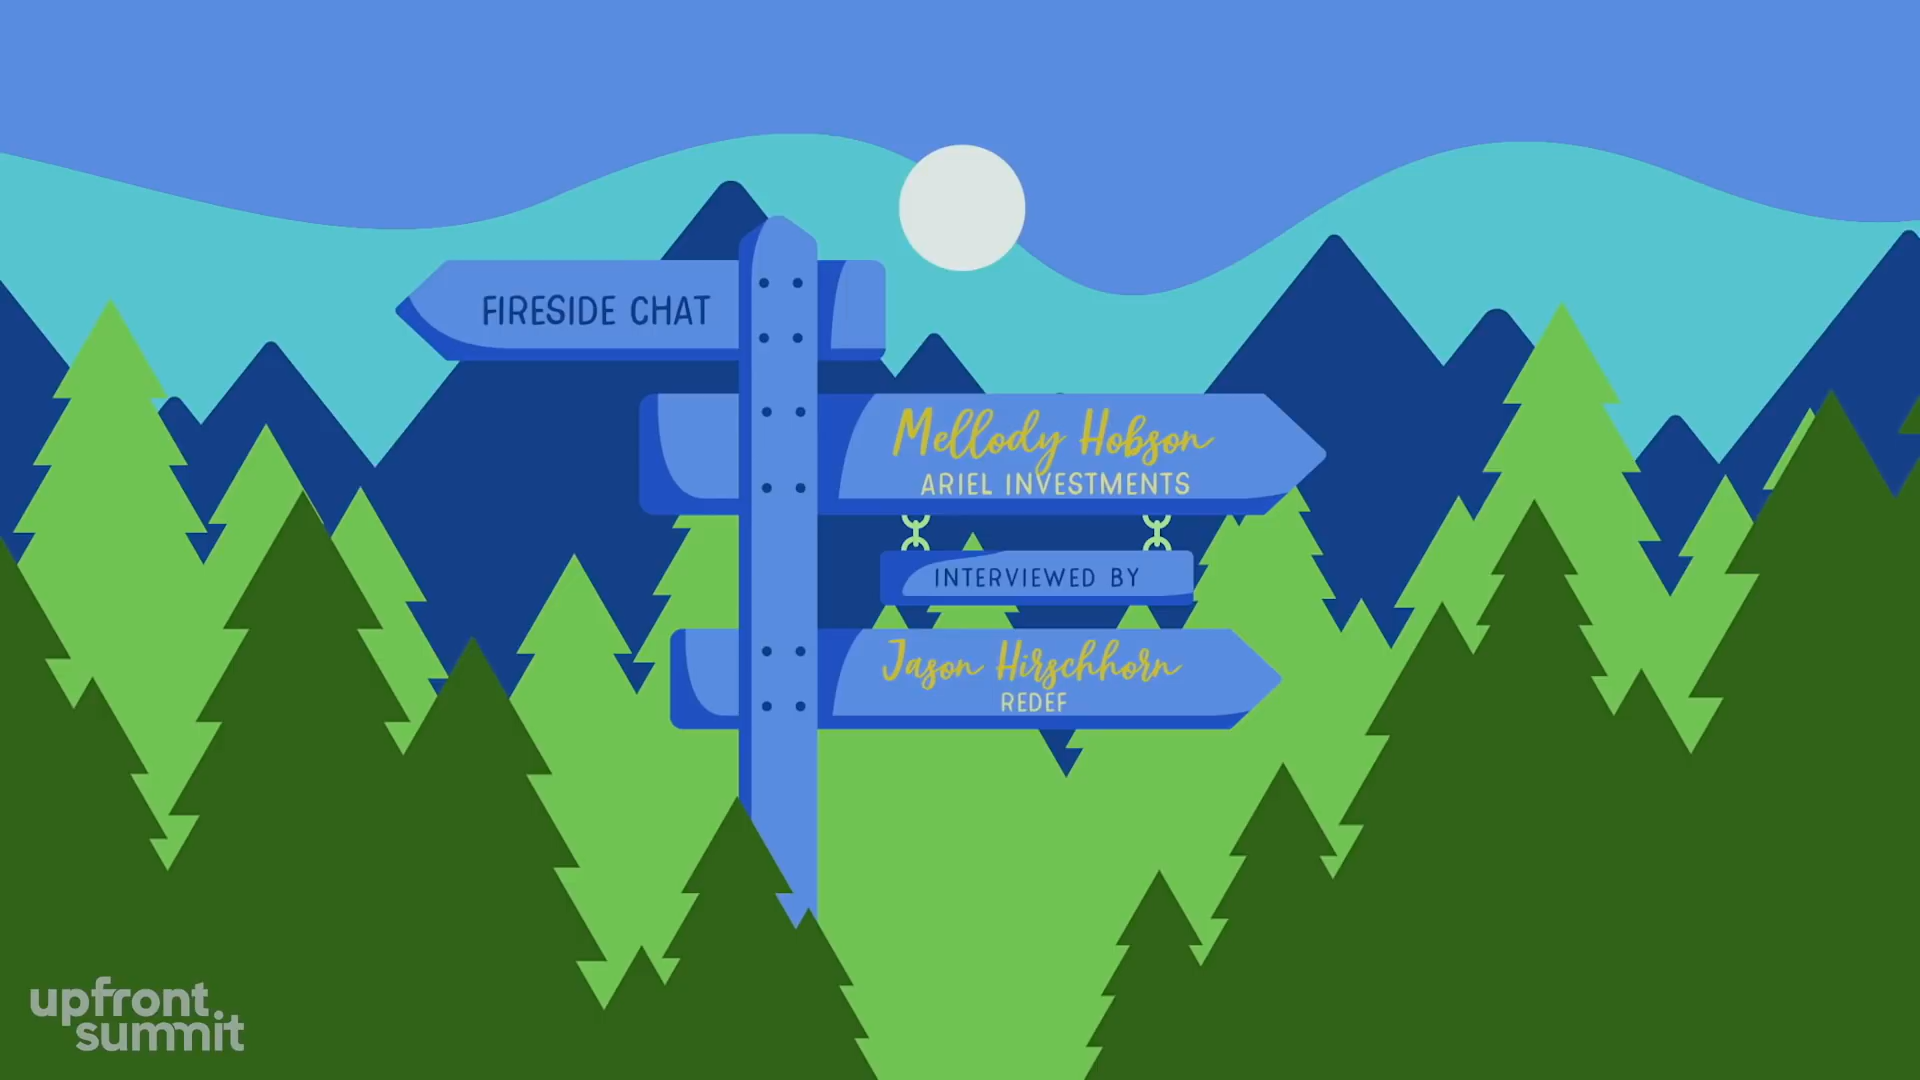 FIRESIDE CHAT
Mellody Hobson
ARIEL INVESTMENTS
INTERVIEWED BY
Jason Hirschhorn
REDEF
upfront
summit